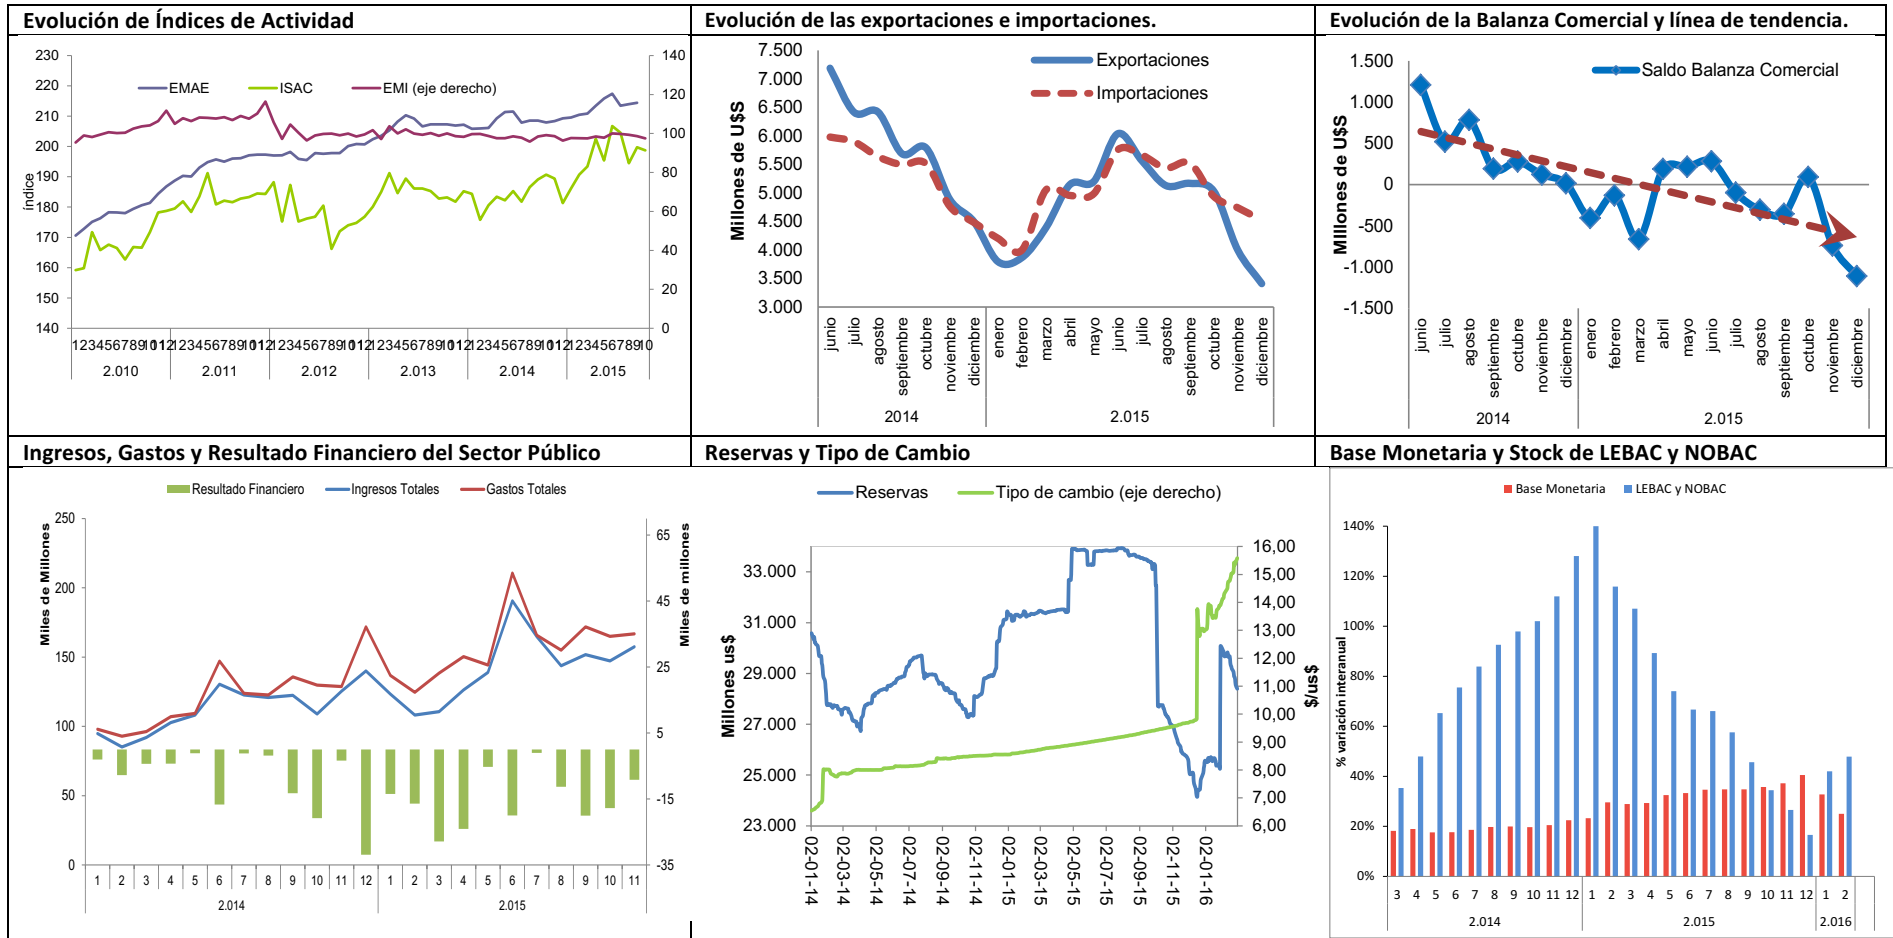 Evolución de Índices de Actividad
EMAE
ISAC
EMI (eje derecho)
230
220
210
200
190
180
170
160
150
140
índice
140
120
100
80
60
40
20
0
2.010
2.011
2.012
2.013
2.014
2.015
Evolución de las exportaciones e importaciones.
Exportaciones
Importaciones
Millones de U$S
7.500
7.000
6.500
6.000
5.500
5.000
4.500
4.000
3.500
3.000
junio
julio
agosto
septiembre
octubre
noviembre
diciembre
enero
febrero
marzo
abril
mayo
junio
julio
agosto
septiembre
octubre
noviembre
diciembre
2014
2.015
Evolución de la Balanza Comercial y línea de tendencia.
Saldo Balanza Comercial
MIllones de U$S
1.500
1.000
500
0
-500
-1.000
-1.500
junio
julio
agosto
septiembre
octubre
noviembre
diciembre
enero
febrero
marzo
abril
mayo
junio
julio
agosto
septiembre
octubre
noviembre
diciembre
2014
2.015
Ingresos, Gastos y Resultado Financiero del Sector Público
Resultado Financiero
Ingresos Totales
Gastos Totales
Miles de Millones
250
200
150
100
50
0
Miles de millones
65
45
25
5
-15
-35
1 2 3 4 5 6 7 8 9 10 11 12 1 2 3 4 5 6 7 8 9 10 11
2.014
2.015
Reservas y Tipo de Cambio
Reservas
Tipo de cambio (eje derecho)
Millones us$
33.000
31.000
29.000
27.000
25.000
23.000
16,00
15,00
14,00
13,00
12,00
11,00
10,00
9,00
8,00
7,00
6,00
$/us$
02-01-14
02-03-14
02-05-14
02-07-14
02-09-14
02-11-14
02-01-15
02-03-15
02-05-15
02-07-15
02-09-15
02-11-15
02-01-16
Base Monetaria y Stock de LEBAC y NOBAC
Base Monetaria
LEBAC y NOBAC
% variación interanual
140%
120%
100%
80%
60%
40%
20%
0%
3 4 5 6 7 8 9 10 11 12 1 2 3 4 5 6 7 8 9 10 11 12 1 2
2.014
2.015
2.016